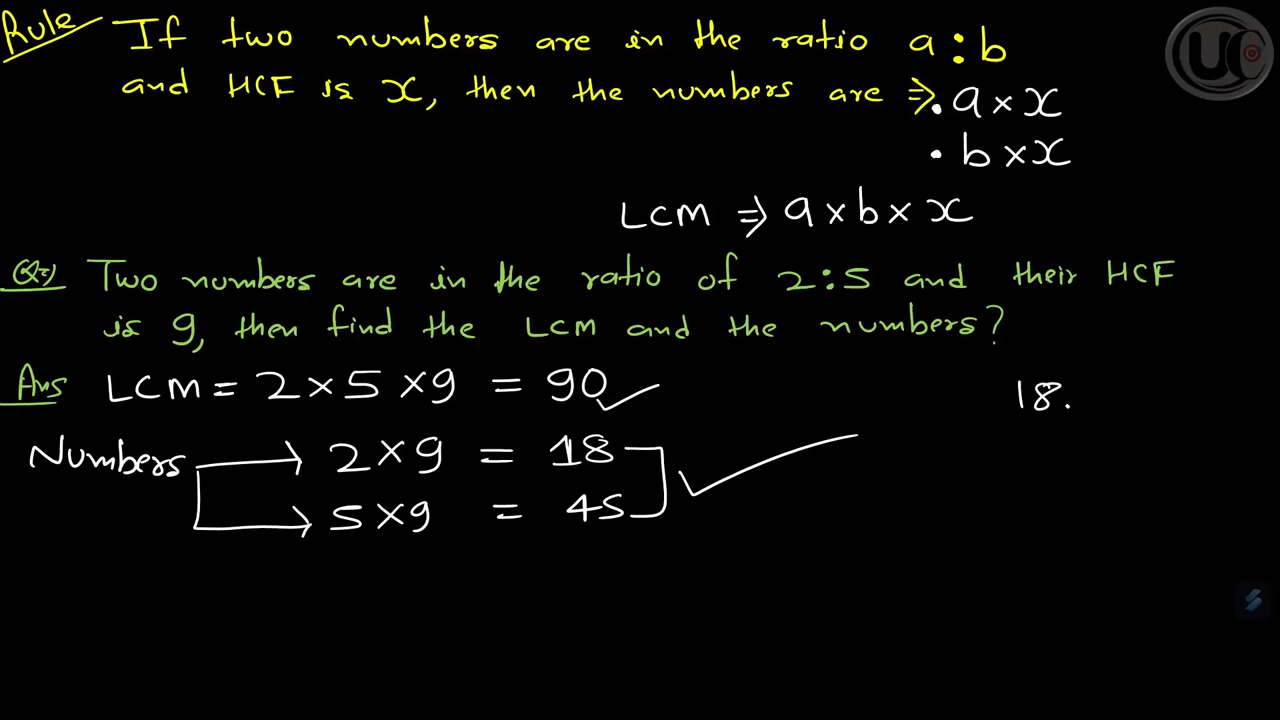 Rule If two numbers are in the ratio a : b
and HCF is x, then the numbers are ⇒ • a × x
• b × x
LCM ⇒ a × b × x
Q:-) Two numbers are in the ratio of 2:5 and their HCF
is 9, then find the LCM and the numbers?
Ans LCM = 2 × 5 × 9 = 90 ✓
18.
Numbers → 2 × 9 = 18
→ 5 × 9 = 45 ✓
UC